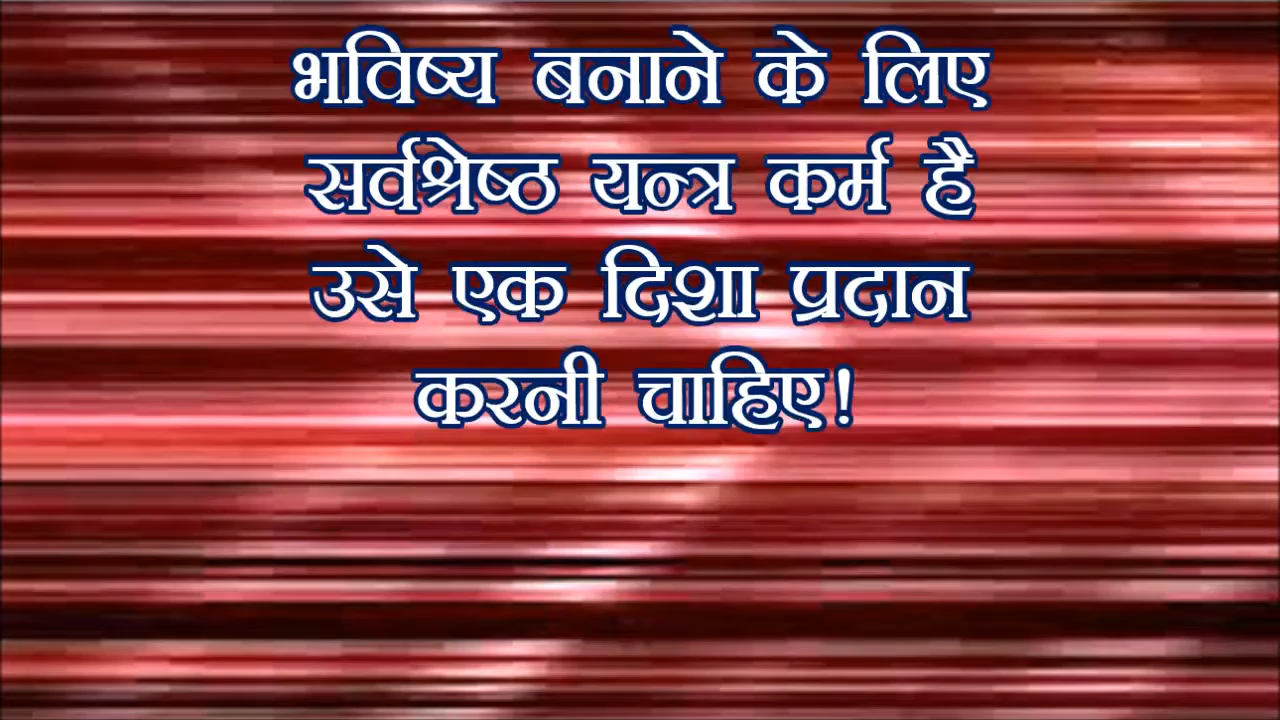 भविष्य बनाने के लिए
सर्वश्रेष्ठ यन्त्र कर्म है
उसे एक दिशा प्रदान
करनी चाहिए!